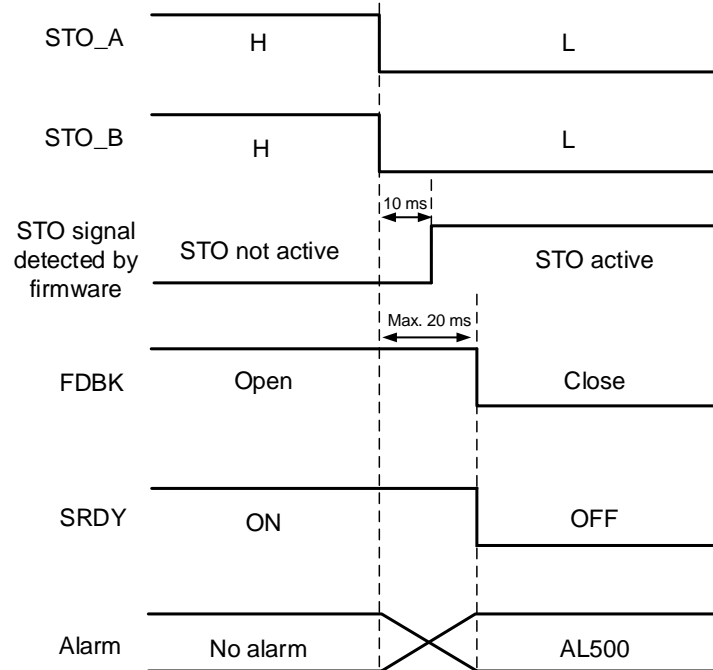 STO_A
H
L
STO_B
H
L
10 ms
STO signal
detected by
firmware
STO not active
STO active
Max. 20 ms
FDBK
Open
Close
SRDY
ON
OFF
Alarm
No alarm
AL500